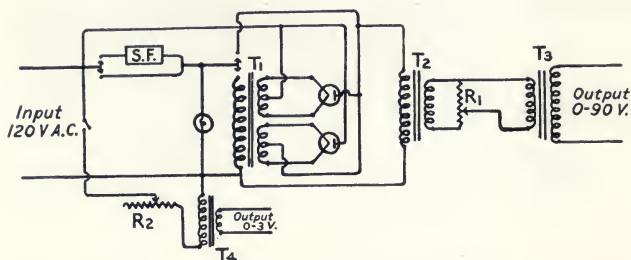 S.F.
T1
T2
T3
R1
Input
120 V A.C.
Output
0-90 V.
R2
Output
0-3 V.
T4